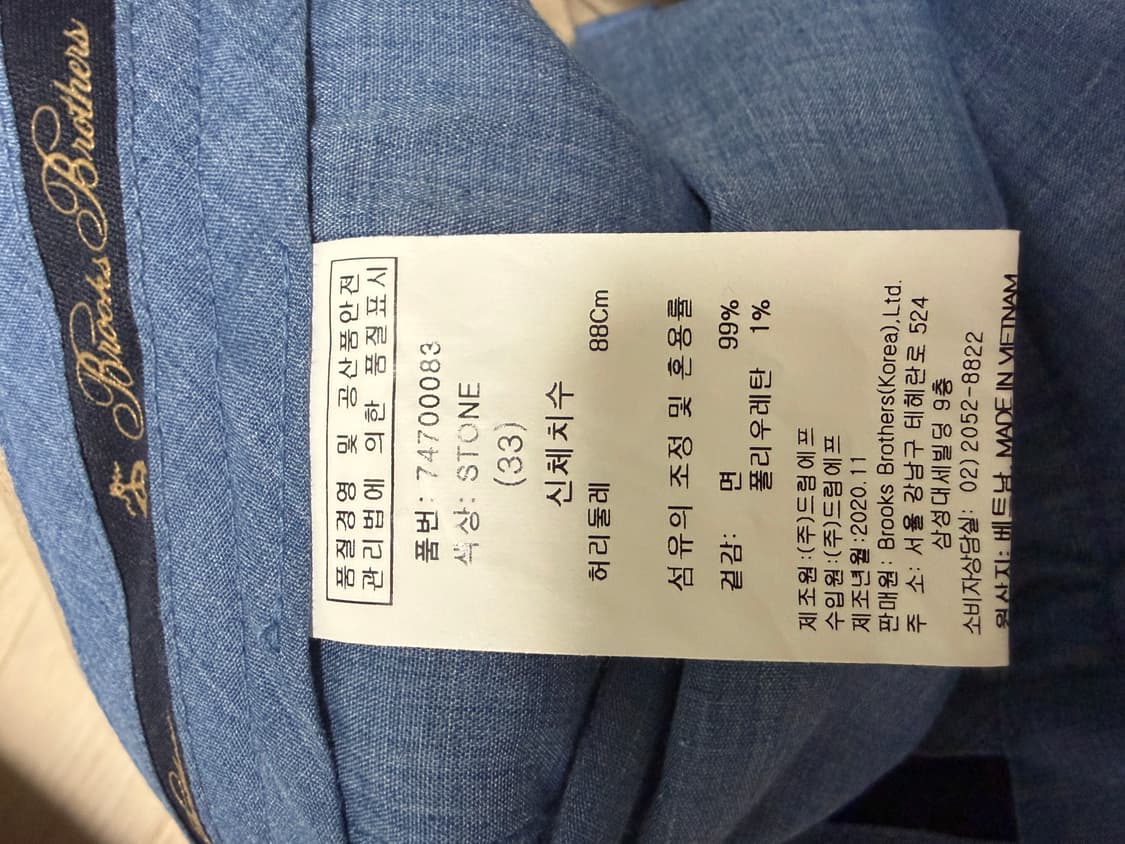 Brooks Brothers
품질경영 및 공산품안전
관리법에 의한 품질표시
품번: 74700083
색상: STONE
(33)
신체치수
허리둘레 88Cm
섬유의 조정 및 혼용률
겉감: 면 99%
폴리우레탄 1%
제조원:(주)드림에프
수입원:(주)드림에프
제조년월:2020.11
판매원: Brooks Brothers(Korea),Ltd.
주 소: 서울 강남구 테헤란로 524
삼성대세빌딩 9층
소비자상담실: 02) 2052-8822
원산지: 베트남, MADE IN VIETNAM